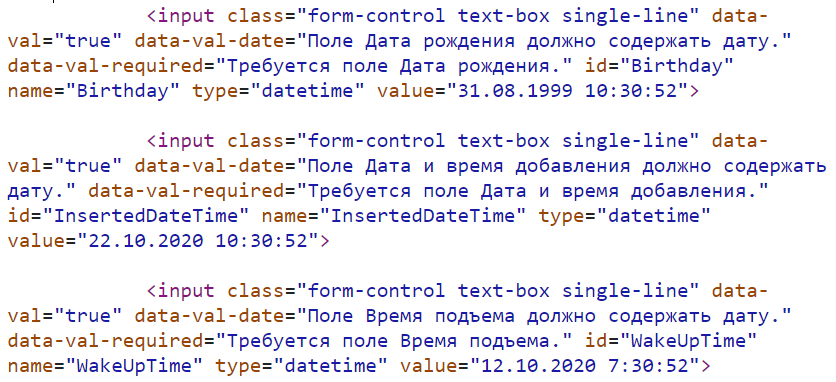 <input class="form-control text-box single-line" data-
val="true" data-val-date="Поле Дата рождения должно содержать дату."
data-val-required="Требуется поле Дата рождения." id="Birthday"
name="Birthday" type="datetime" value="31.08.1999 10:30:52">
<input class="form-control text-box single-line" data-
val="true" data-val-date="Поле Дата и время добавления должно содержать
дату." data-val-required="Требуется поле Дата и время добавления."
id="InsertedDateTime" name="InsertedDateTime" type="datetime"
value="22.10.2020 10:30:52">
<input class="form-control text-box single-line" data-
val="true" data-val-date="Поле Время подъема должно содержать дату."
data-val-required="Требуется поле Время подъема." id="WakeUpTime"
name="WakeUpTime" type="datetime" value="12.10.2020 7:30:52">